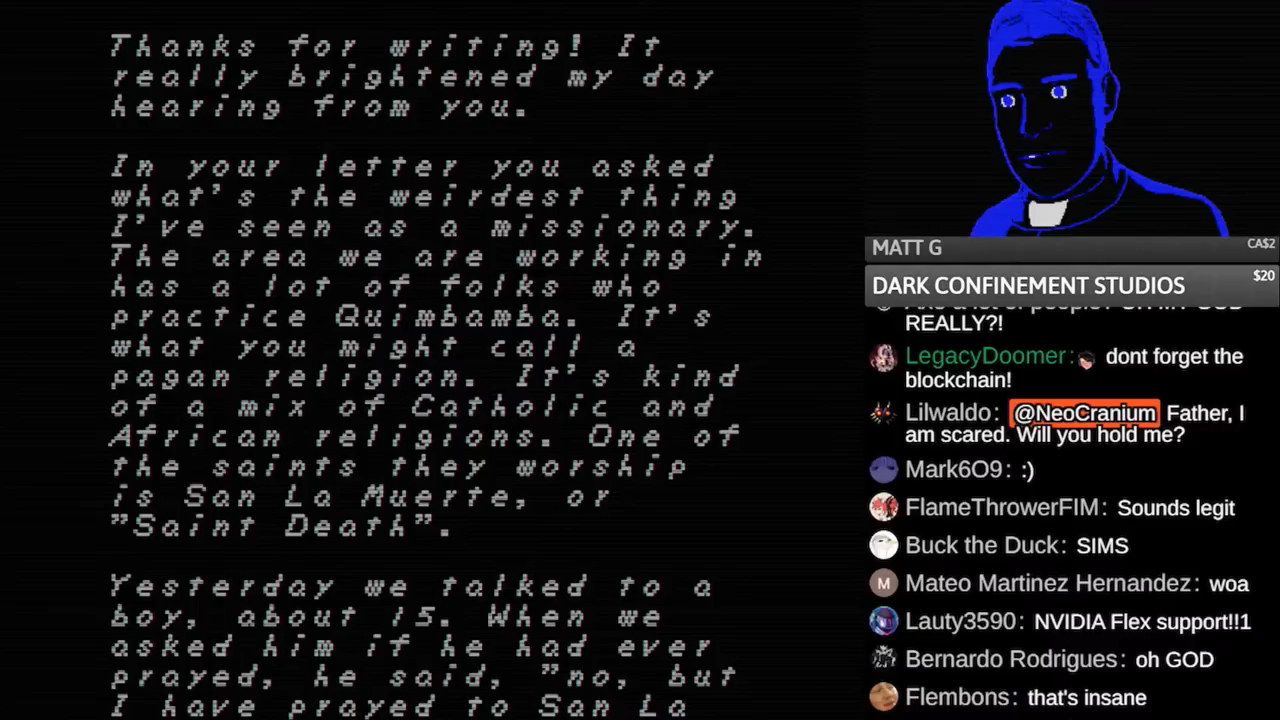 Thanks for writing! It
really brightened my day
hearing from you.
In your letter you asked
what's the weirdest thing
I've seen as a missionary.
The area we are working in
has a lot of folks who
practice Quimbamba. It's
what you might call a
pagan religion. It's kind
of a mix of Catholic and
African religions. One of
the saints they worship
is San La Muerte, or
"Saint Death".
Yesterday we talked to a
boy, about 15. When we
asked him if he had ever
prayed, he said, "no, but
I have prayed to San La
MATT G CA$2
DARK CONFINEMENT STUDIOS $20
REALLY?!
LegacyDoomer: dont forget the
blockchain!
Lilwaldo: @NeoCranium Father, I
am scared. Will you hold me?
Mark6O9: :)
FlameThrowerFIM: Sounds legit
Buck the Duck: SIMS
M Mateo Martinez Hernandez: woa
Lauty3590: NVIDIA Flex support!!1
Bernardo Rodrigues: oh GOD
Flembons: that's insane